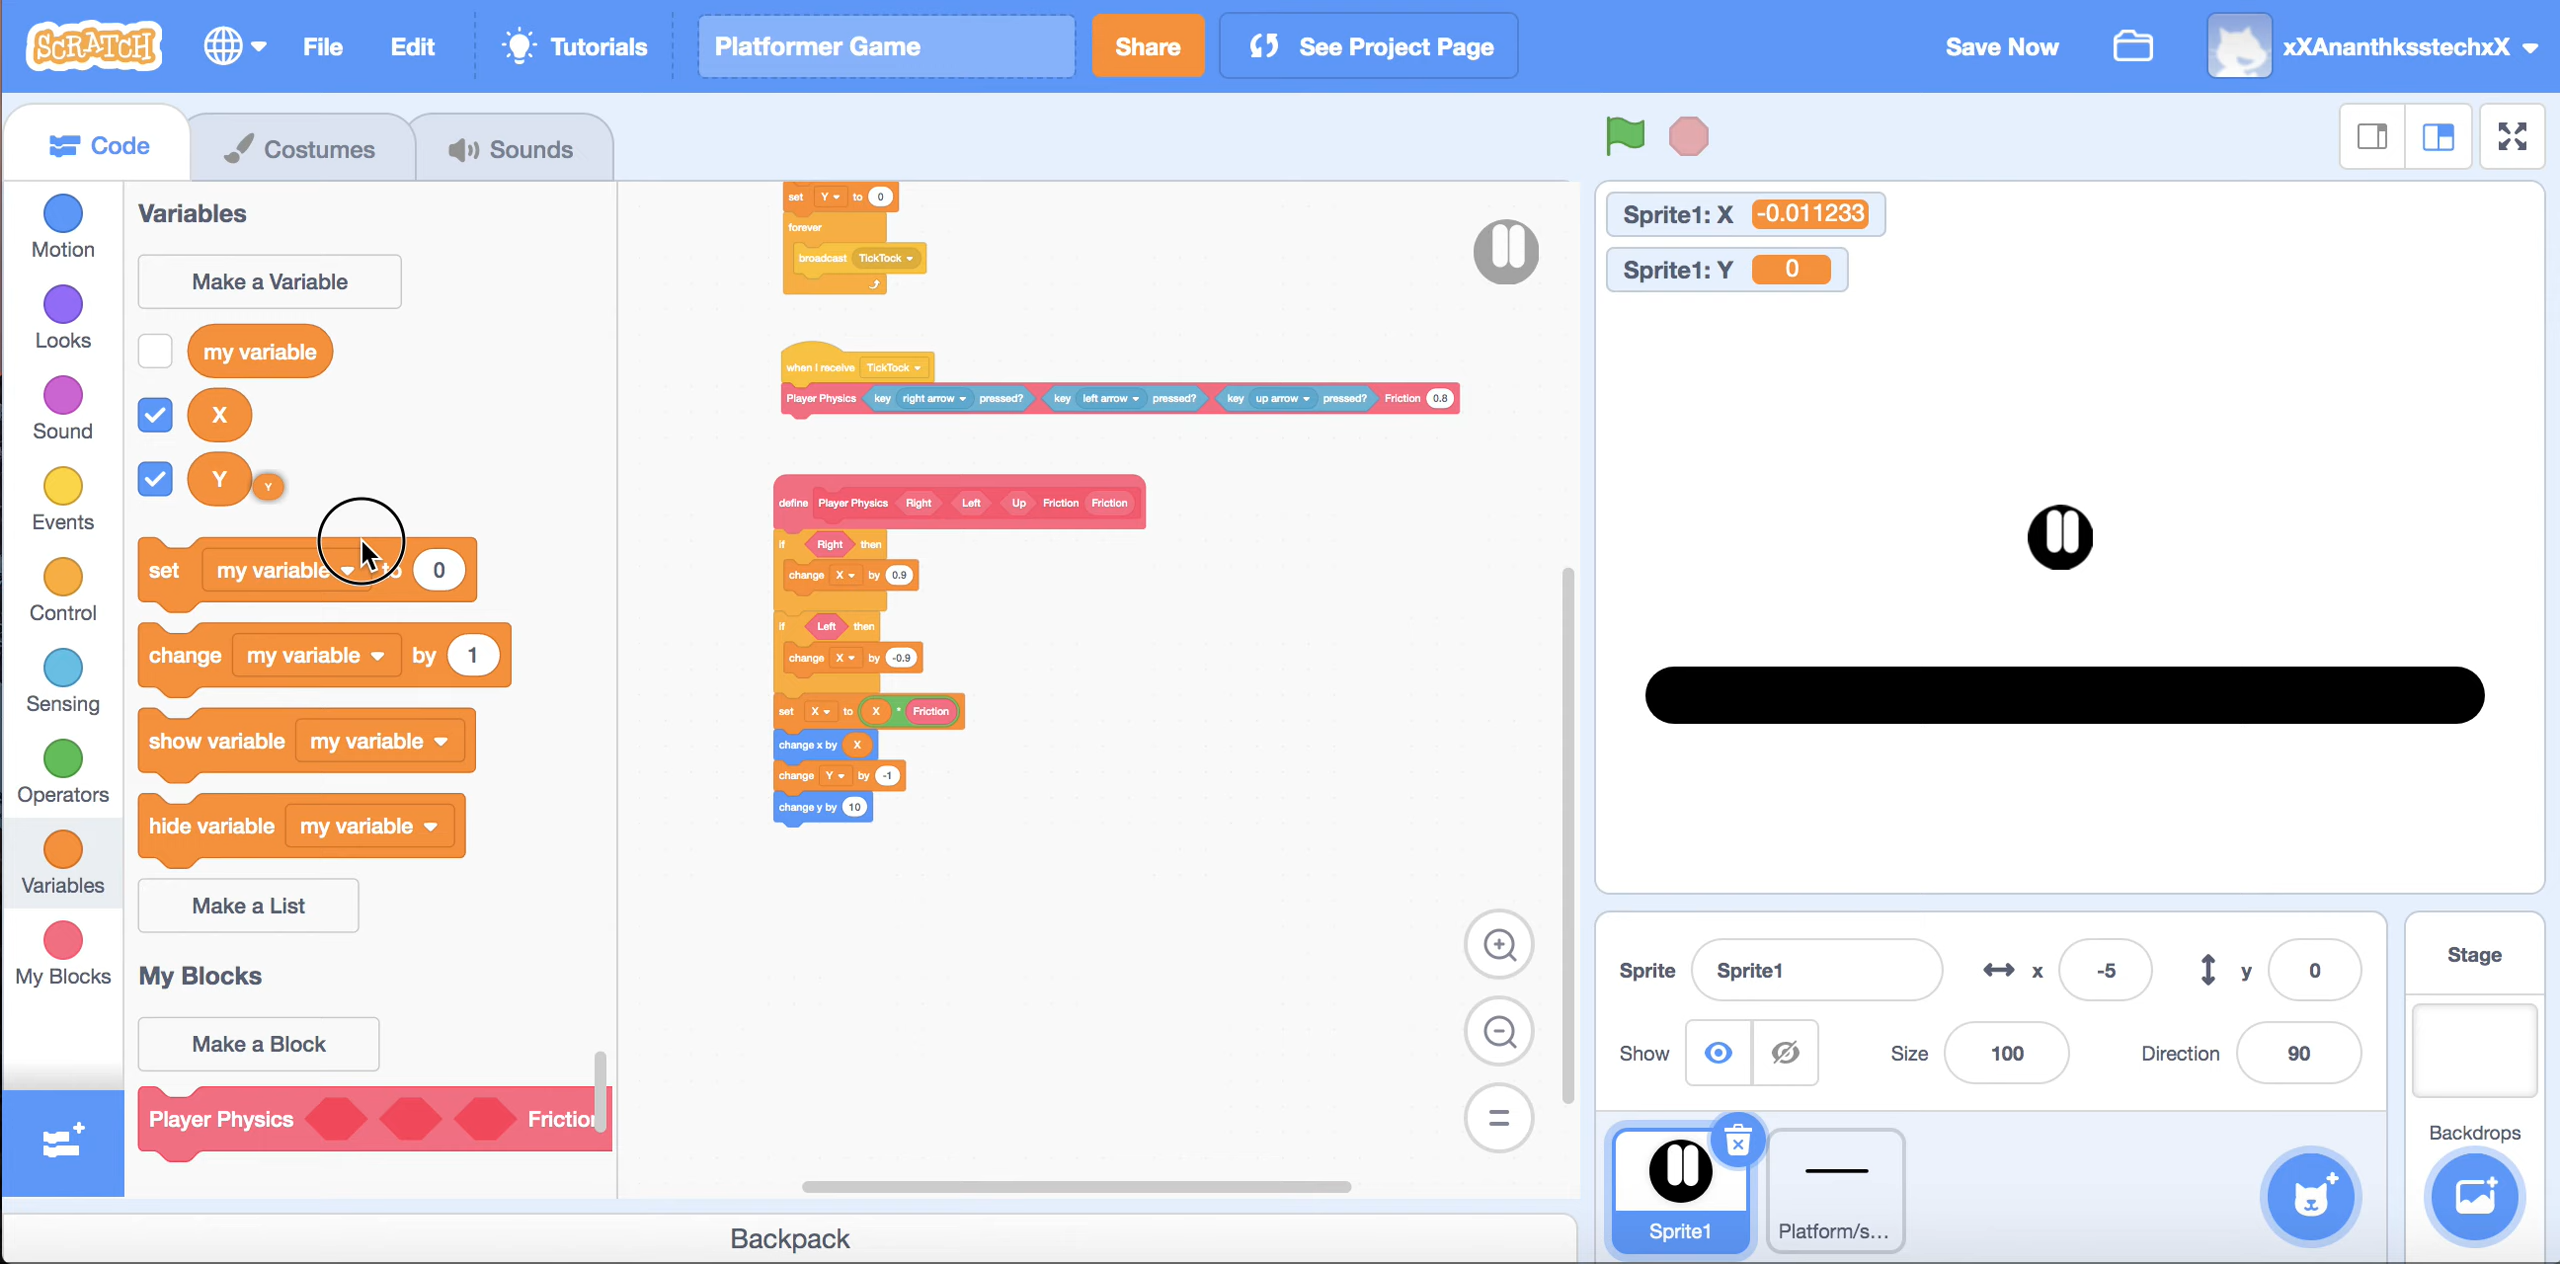 SCRATCH File Edit Tutorials Platformer Game Share See Project Page Save Now xXAnanthksstechxX
Code Costumes Sounds
Motion
Looks
Sound
Events
Control
Sensing
Operators
Variables
My Blocks
Variables
Make a Variable
my variable
X
Y Y
set my variable to 0
change my variable by 1
show variable my variable
hide variable my variable
Make a List
My Blocks
Make a Block
Player Physics Friction
set Y to 0
forever
broadcast TickTock
when I receive TickTock
Player Physics key right arrow pressed? key left arrow pressed? key up arrow pressed? Friction 0.8
define Player Physics Right Left Up Friction Friction
if Right then
change X by 0.9
if Left then
change X by -0.9
set X to X * Friction
change x by X
change Y by -1
change y by 10
Backpack
Sprite1: X -0.011233
Sprite1: Y 0
Sprite Sprite1 x -5 y 0
Show Size 100 Direction 90
Sprite1
Platform/s...
Stage
Backdrops